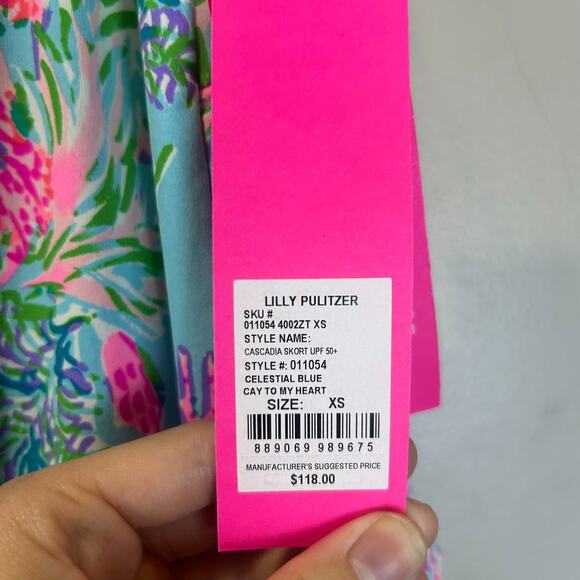 LILLY PULITZER
SKU #
011054 4002ZT XS
STYLE NAME:
CASCADIA SKORT UPF 50+
STYLE #: 011054
CELESTIAL BLUE
CAY TO MY HEART
SIZE: XS
889069 989675
MANUFACTURER'S SUGGESTED PRICE
$118.00